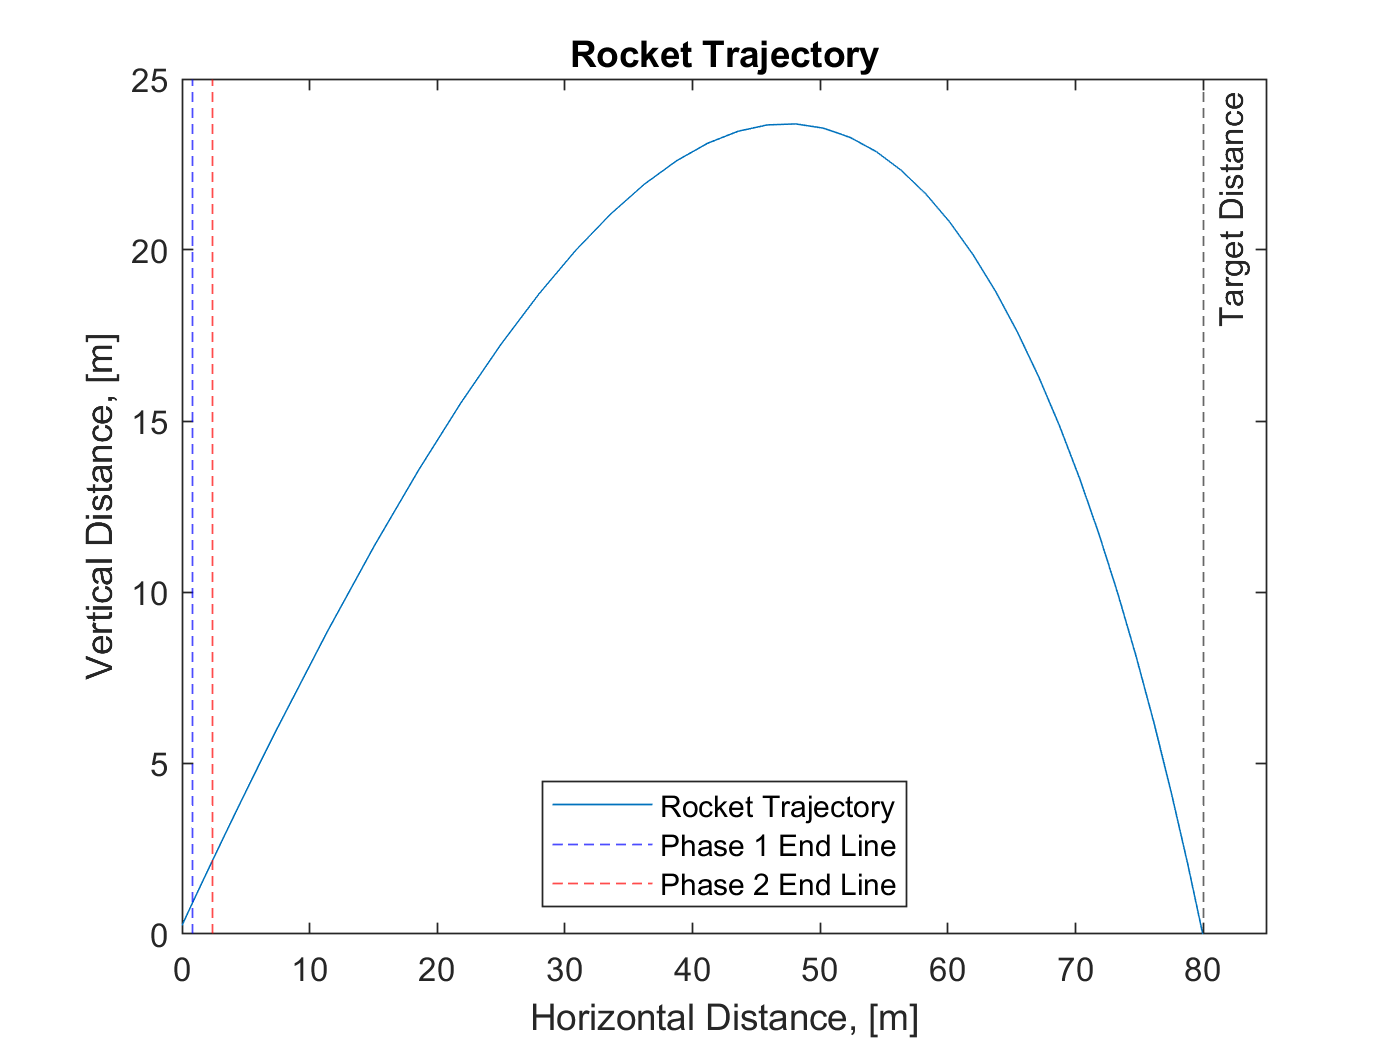 Rocket Trajectory
25
20
15
10
5
0
Vertical Distance, [m]
Target Distance
Rocket Trajectory
Phase 1 End Line
Phase 2 End Line
0 10 20 30 40 50 60 70 80
Horizontal Distance, [m]